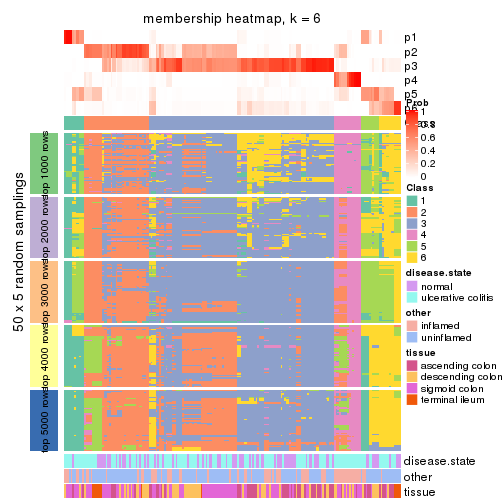 membership heatmap, k = 6
p1
p2
p3
p4
p5
p6
50 x 5 random samplings
top 1000 rows
top 2000 rows
top 3000 rows
top 4000 rows
top 5000 rows
disease.state
other
tissue
Prob
1
0.8
0.6
0.4
0.2
0
Class
1
2
3
4
5
6
disease.state
normal
ulcerative colitis
other
inflamed
uninflamed
tissue
ascending colon
descending colon
sigmoid colon
terminal ileum